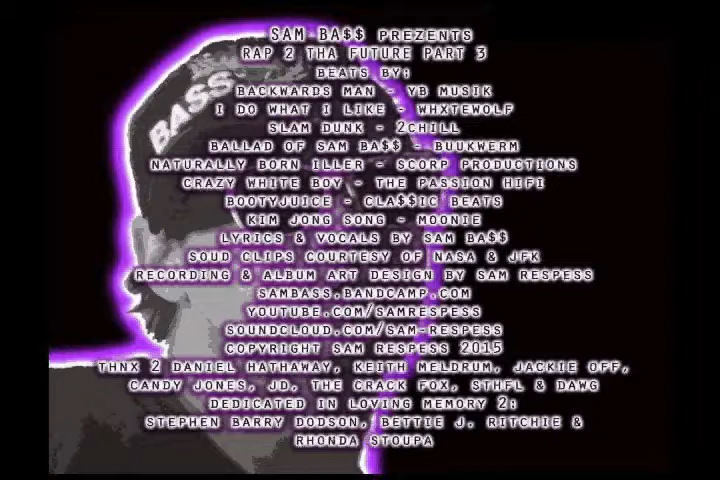 SAM BA$$ PREZENTS
RAP 2 THA FUTURE PART 3
BEATS BY:
BACKWARDS MAN - YB MUSIK
I DO WHAT I LIKE - WHXTEWOLF
SLAM DUNK - 2CHILL
BALLAD OF SAM BA$$ - BUUKWERM
NATURALLY BORN ILLER - SCORP PRODUCTIONS
CRAZY WHITE BOY - THE PASSION HIFI
BOOTYJUICE - CLA$$IC BEATS
KIM JONG SONG - MOONIE
LYRICS & VOCALS BY SAM BA$$
SOUD CLIPS COURTESY OF NASA & JFK
RECORDING & ALBUM ART DESIGN BY SAM RESPESS
SAMBASS.BANDCAMP.COM
YOUTUBE.COM/SAMRESPESS
SOUNDCLOUD.COM/SAM-RESPESS
COPYRIGHT SAM RESPESS 2015
THNX 2 DANIEL HATHAWAY, KEITH MELDRUM, JACKIE OFF,
CANDY JONES, JD, THE CRACK FOX, STHFL & DAWG
DEDICATED IN LOVING MEMORY 2:
STEPHEN BARRY DODSON, BETTIE J. RITCHIE &
RHONDA STOUPA
BASS